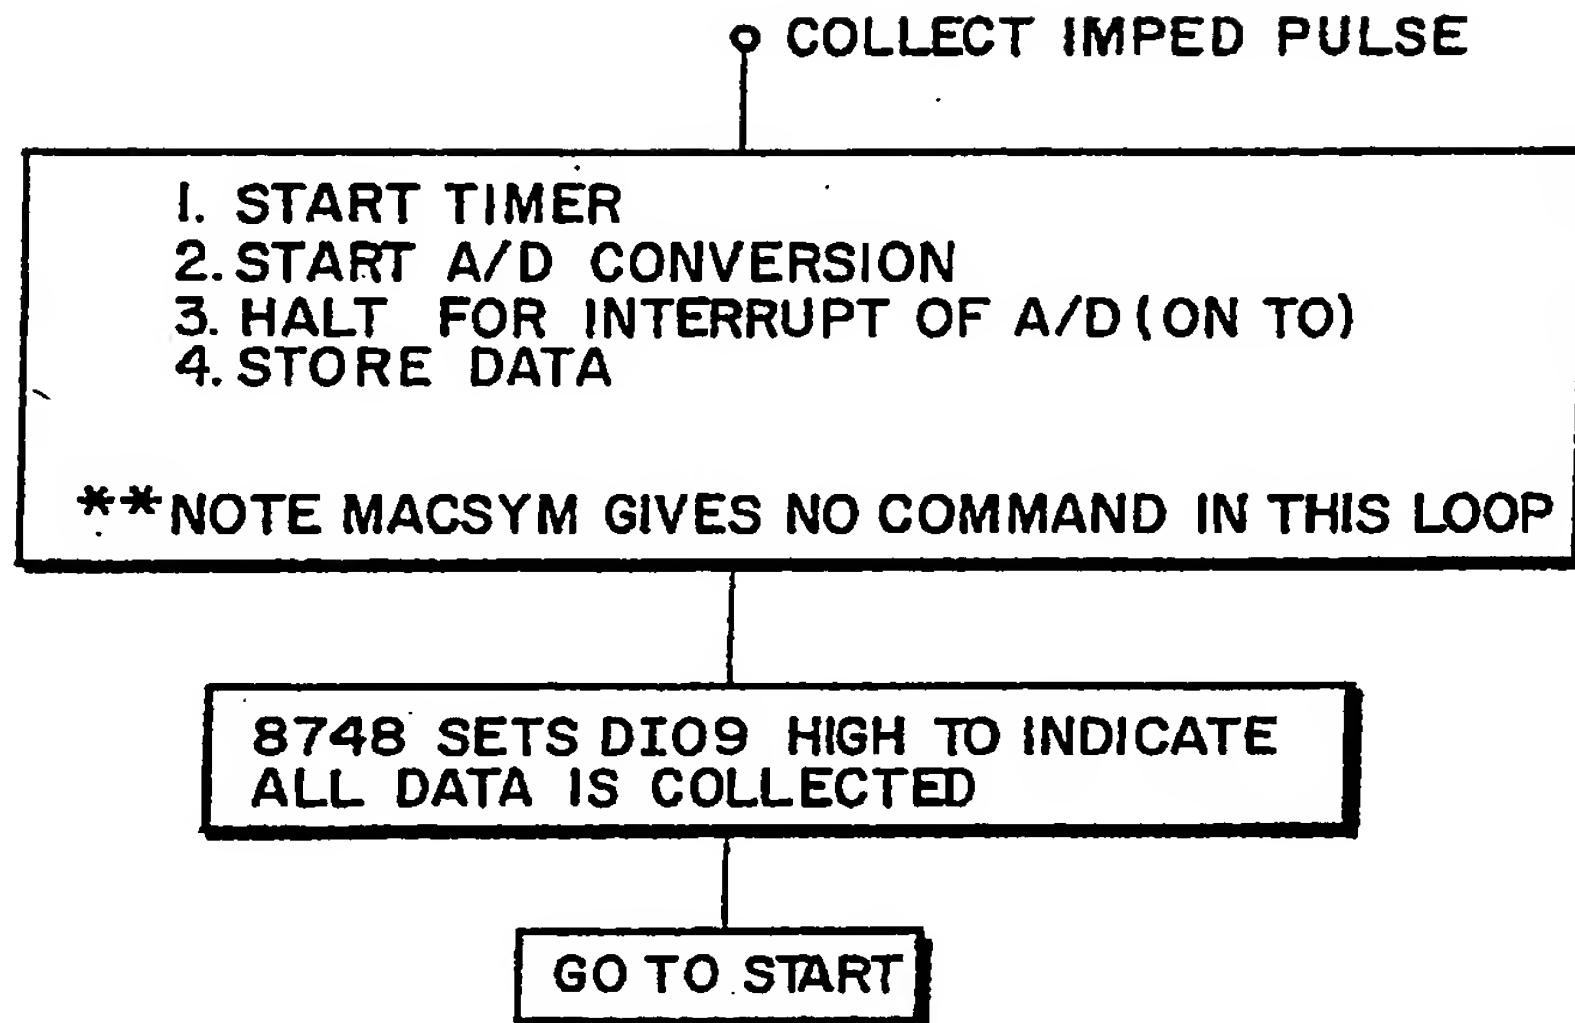 COLLECT IMPED PULSE
1. START TIMER
2. START A/D CONVERSION
3. HALT FOR INTERRUPT OF A/D (ON TO)
4. STORE DATA
**NOTE MACSYM GIVES NO COMMAND IN THIS LOOP
8748 SETS DIO9 HIGH TO INDICATE
ALL DATA IS COLLECTED
GO TO START